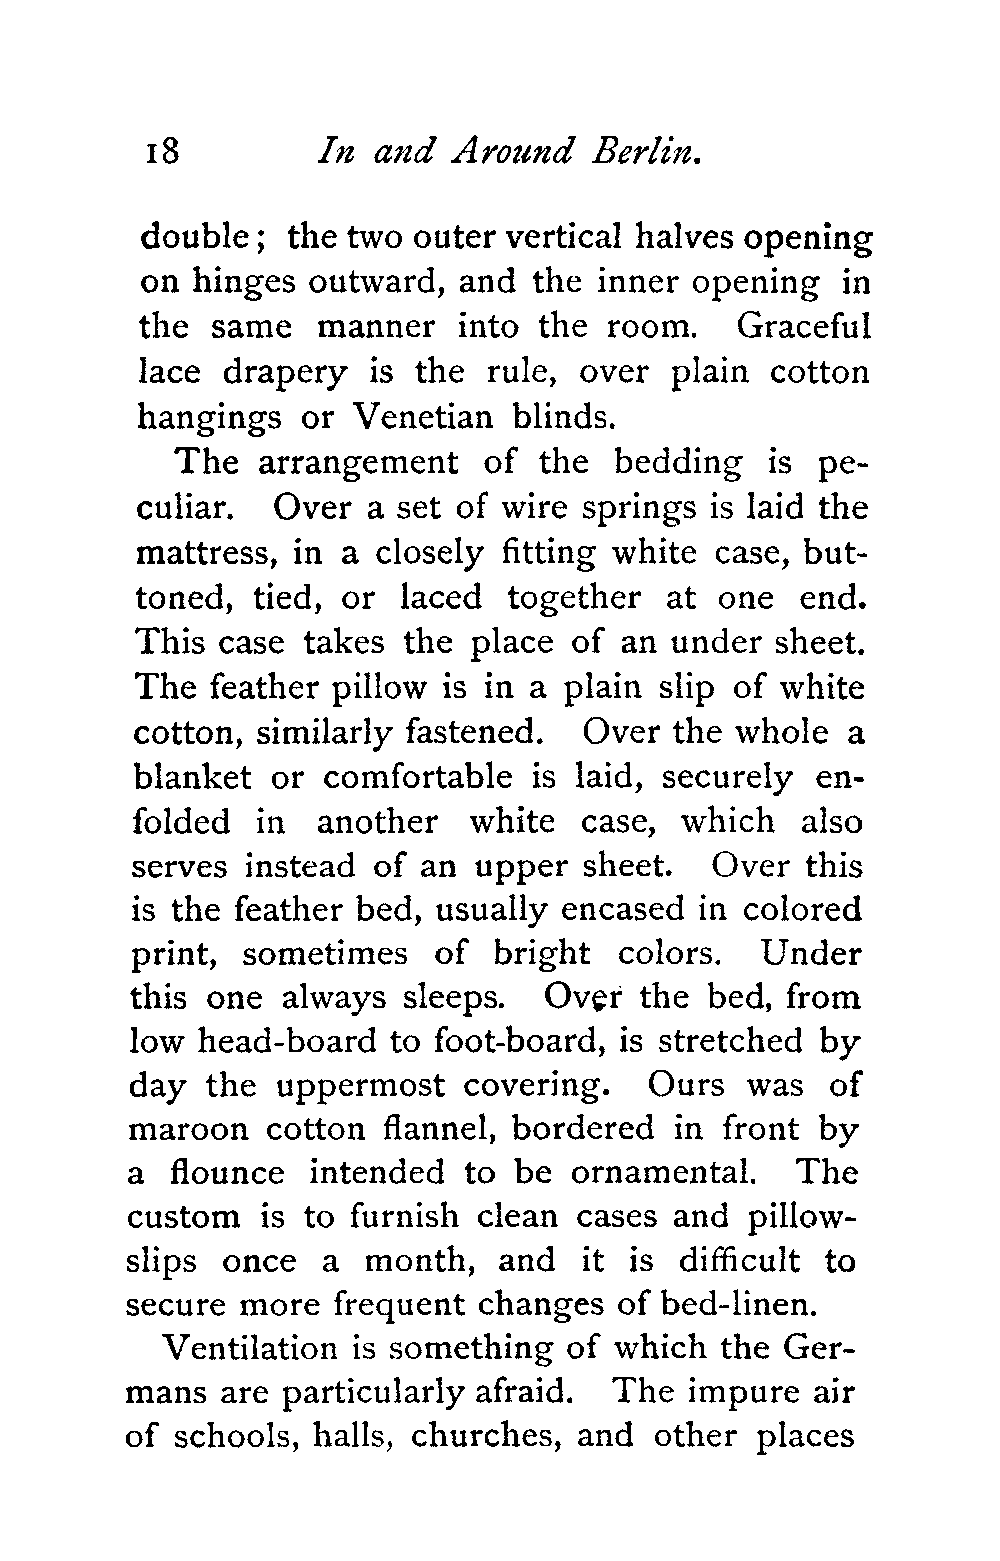 18 In and Around Berlin.
double; the two outer vertical halves opening
on hinges outward, and the inner opening in
the same manner into the room. Graceful
lace drapery is the rule, over plain cotton
hangings or Venetian blinds.
The arrangement of the bedding is pe-
culiar. Over a set of wire springs is laid the
mattress, in a closely fitting white case, but-
toned, tied, or laced together at one end.
This case takes the place of an under sheet.
The feather pillow is in a plain slip of white
cotton, similarly fastened. Over the whole a
blanket or comfortable is laid, securely en-
folded in another white case, which also
serves instead of an upper sheet. Over this
is the feather bed, usually encased in colored
print, sometimes of bright colors. Under
this one always sleeps. Over the bed, from
low head-board to foot-board, is stretched by
day the uppermost covering. Ours was of
maroon cotton flannel, bordered in front by
a flounce intended to be ornamental. The
custom is to furnish clean cases and pillow-
slips once a month, and it is difficult to
secure more frequent changes of bed-linen.
Ventilation is something of which the Ger-
mans are particularly afraid. The impure air
of schools, halls, churches, and other places